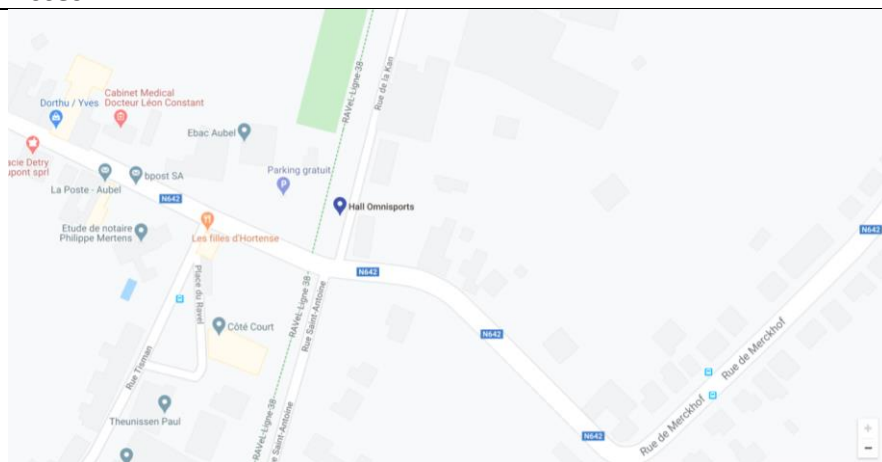 Cabinet Medical
Docteur Léon Constant
Dorthu / Yves
Ebac Aubel
acie Detry
upont sprl
bpost SA
La Poste - Aubel
Parking gratuit
N642
Hall Omnisports
Etude de notaire
Philippe Mertens
Les filles d'Hortense
RAVeL-Ligne 38
Rue de la Kan
N642
N642
Place du Ravel
RAVeL-Ligne 38
Rue Saint-Antoine
Côté Court
N642
Rue Tisman
Rue de Merckhof
Theunissen Paul
RAVeL-Ligne 38
e Saint-Antoine
N642
Rue de Merckhof